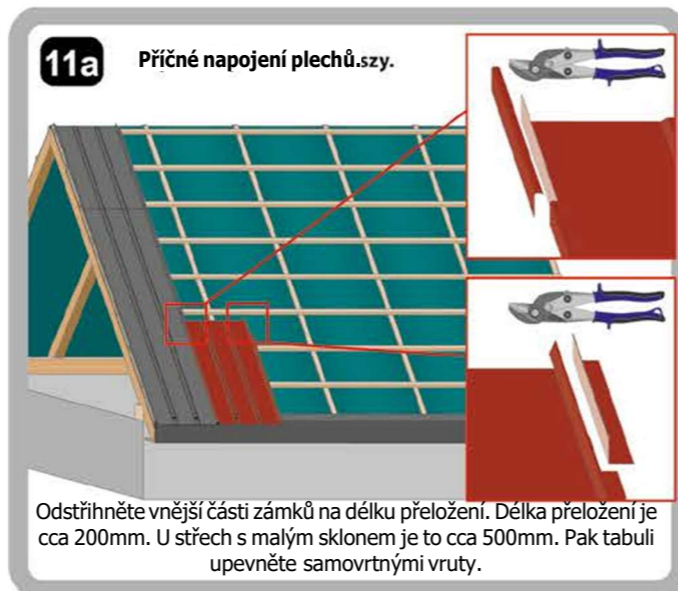 11a
Příčné napojení plechů.szy.
Odstřihněte vnější části zámků na délku přeložení. Délka přeložení je
cca 200mm. U střech s malým sklonem je to cca 500mm. Pak tabuli
upevněte samovrtnými vruty.